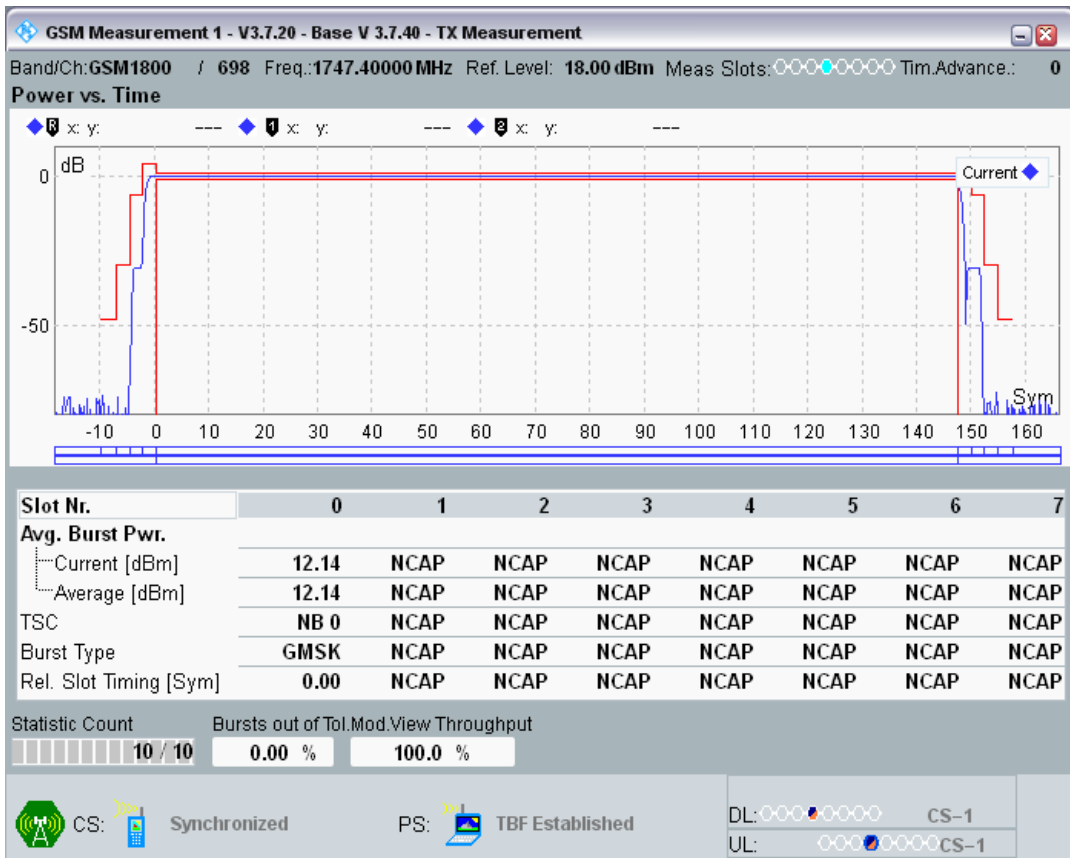 GSM Measurement 1 - V3.7.20 - Base V 3.7.40 - TX Measurement
Band/Ch:GSM1800 / 698 Freq.:1747.40000 MHz Ref. Level: 18.00 dBm Meas Slots: Tim.Advance.: 0
Power vs. Time
R x: y: --- 1 x: y: --- 2 x: y: ---
dB
Current
0
-50
Sym
-10 0 10 20 30 40 50 60 70 80 90 100 110 120 130 140 150 160
Slot Nr. 0 1 2 3 4 5 6 7
Avg. Burst Pwr.
Current [dBm] 12.14 NCAP NCAP NCAP NCAP NCAP NCAP NCAP
Average [dBm] 12.14 NCAP NCAP NCAP NCAP NCAP NCAP NCAP
TSC NB 0 NCAP NCAP NCAP NCAP NCAP NCAP NCAP
Burst Type GMSK NCAP NCAP NCAP NCAP NCAP NCAP NCAP
Rel. Slot Timing [Sym] 0.00 NCAP NCAP NCAP NCAP NCAP NCAP NCAP
Statistic Count Bursts out of Tol.Mod.View Throughput
10 / 10 0.00 % 100.0 %
CS: Synchronized PS: TBF Established
DL: CS–1
UL: CS–1